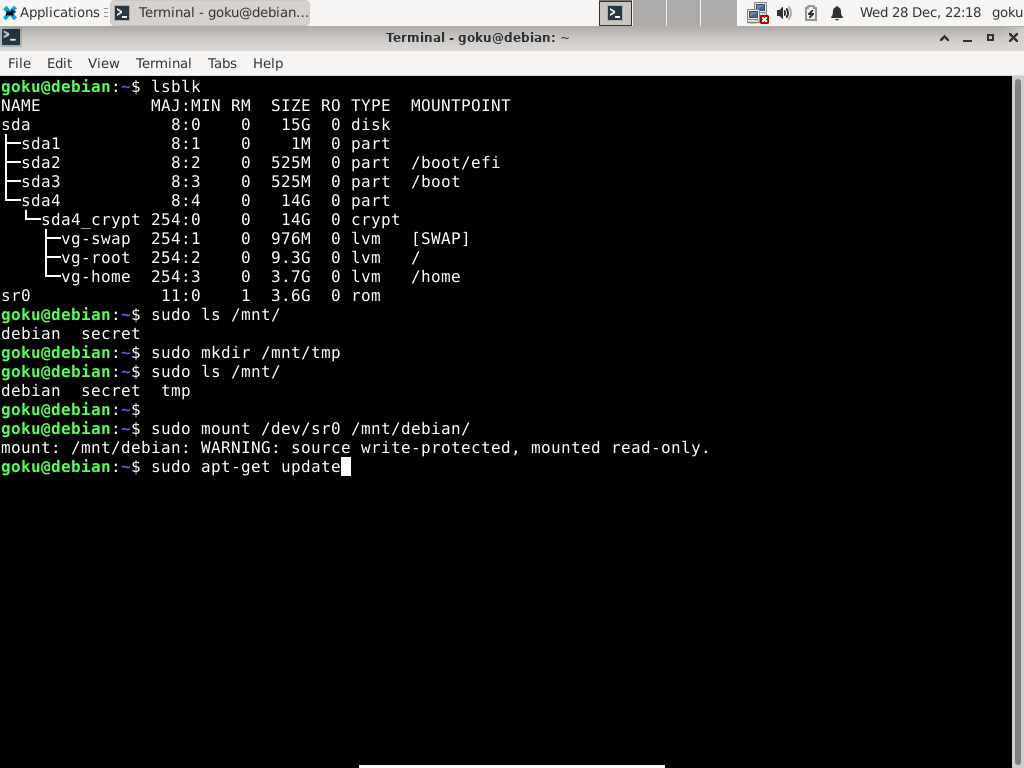 Applications Terminal - goku@debian... Wed 28 Dec, 22:18 goku
Terminal - goku@debian: ~
File Edit View Terminal Tabs Help
goku@debian:~$ lsblk
NAME           MAJ:MIN RM  SIZE RO TYPE  MOUNTPOINT
sda              8:0    0   15G  0 disk
├─sda1           8:1    0    1M  0 part
├─sda2           8:2    0  525M  0 part  /boot/efi
├─sda3           8:3    0  525M  0 part  /boot
└─sda4           8:4    0   14G  0 part
  └─sda4_crypt 254:0    0   14G  0 crypt
    ├─vg-swap  254:1    0  976M  0 lvm   [SWAP]
    ├─vg-root  254:2    0  9.3G  0 lvm   /
    └─vg-home  254:3    0  3.7G  0 lvm   /home
sr0             11:0    1  3.6G  0 rom
goku@debian:~$ sudo ls /mnt/
debian  secret
goku@debian:~$ sudo mkdir /mnt/tmp
goku@debian:~$ sudo ls /mnt/
debian  secret  tmp
goku@debian:~$
goku@debian:~$ sudo mount /dev/sr0 /mnt/debian/
mount: /mnt/debian: WARNING: source write-protected, mounted read-only.
goku@debian:~$ sudo apt-get update